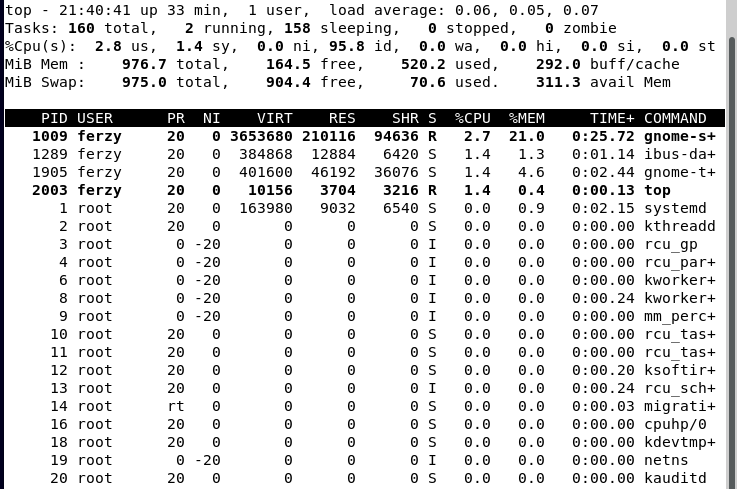 top - 21:40:41 up 33 min,  1 user,  load average: 0.06, 0.05, 0.07
Tasks: 160 total,   2 running, 158 sleeping,   0 stopped,   0 zombie
%Cpu(s):  2.8 us,  1.4 sy,  0.0 ni, 95.8 id,  0.0 wa,  0.0 hi,  0.0 si,  0.0 st
MiB Mem :    976.7 total,    164.5 free,    520.2 used,    292.0 buff/cache
MiB Swap:    975.0 total,    904.4 free,     70.6 used.    311.3 avail Mem
    PID USER      PR  NI    VIRT    RES    SHR S  %CPU  %MEM     TIME+ COMMAND
   1009 ferzy     20   0 3653680 210116  94636 R   2.7  21.0   0:25.72 gnome-s+
   1289 ferzy     20   0  384868  12884   6420 S   1.4   1.3   0:01.14 ibus-da+
   1905 ferzy     20   0  401600  46192  36076 S   1.4   4.6   0:02.44 gnome-t+
   2003 ferzy     20   0   10156   3704   3216 R   1.4   0.4   0:00.13 top
      1 root      20   0  163980   9032   6540 S   0.0   0.9   0:02.15 systemd
      2 root      20   0       0      0      0 S   0.0   0.0   0:00.00 kthreadd
      3 root       0 -20       0      0      0 I   0.0   0.0   0:00.00 rcu_gp
      4 root       0 -20       0      0      0 I   0.0   0.0   0:00.00 rcu_par+
      6 root       0 -20       0      0      0 I   0.0   0.0   0:00.00 kworker+
      8 root       0 -20       0      0      0 I   0.0   0.0   0:00.24 kworker+
      9 root       0 -20       0      0      0 I   0.0   0.0   0:00.00 mm_perc+
     10 root      20   0       0      0      0 S   0.0   0.0   0:00.00 rcu_tas+
     11 root      20   0       0      0      0 S   0.0   0.0   0:00.00 rcu_tas+
     12 root      20   0       0      0      0 S   0.0   0.0   0:00.20 ksoftir+
     13 root      20   0       0      0      0 I   0.0   0.0   0:00.24 rcu_sch+
     14 root      rt   0       0      0      0 S   0.0   0.0   0:00.03 migrati+
     16 root      20   0       0      0      0 S   0.0   0.0   0:00.00 cpuhp/0
     18 root      20   0       0      0      0 S   0.0   0.0   0:00.00 kdevtmp+
     19 root       0 -20       0      0      0 I   0.0   0.0   0:00.00 netns
     20 root      20   0       0      0      0 S   0.0   0.0   0:00.00 kauditd